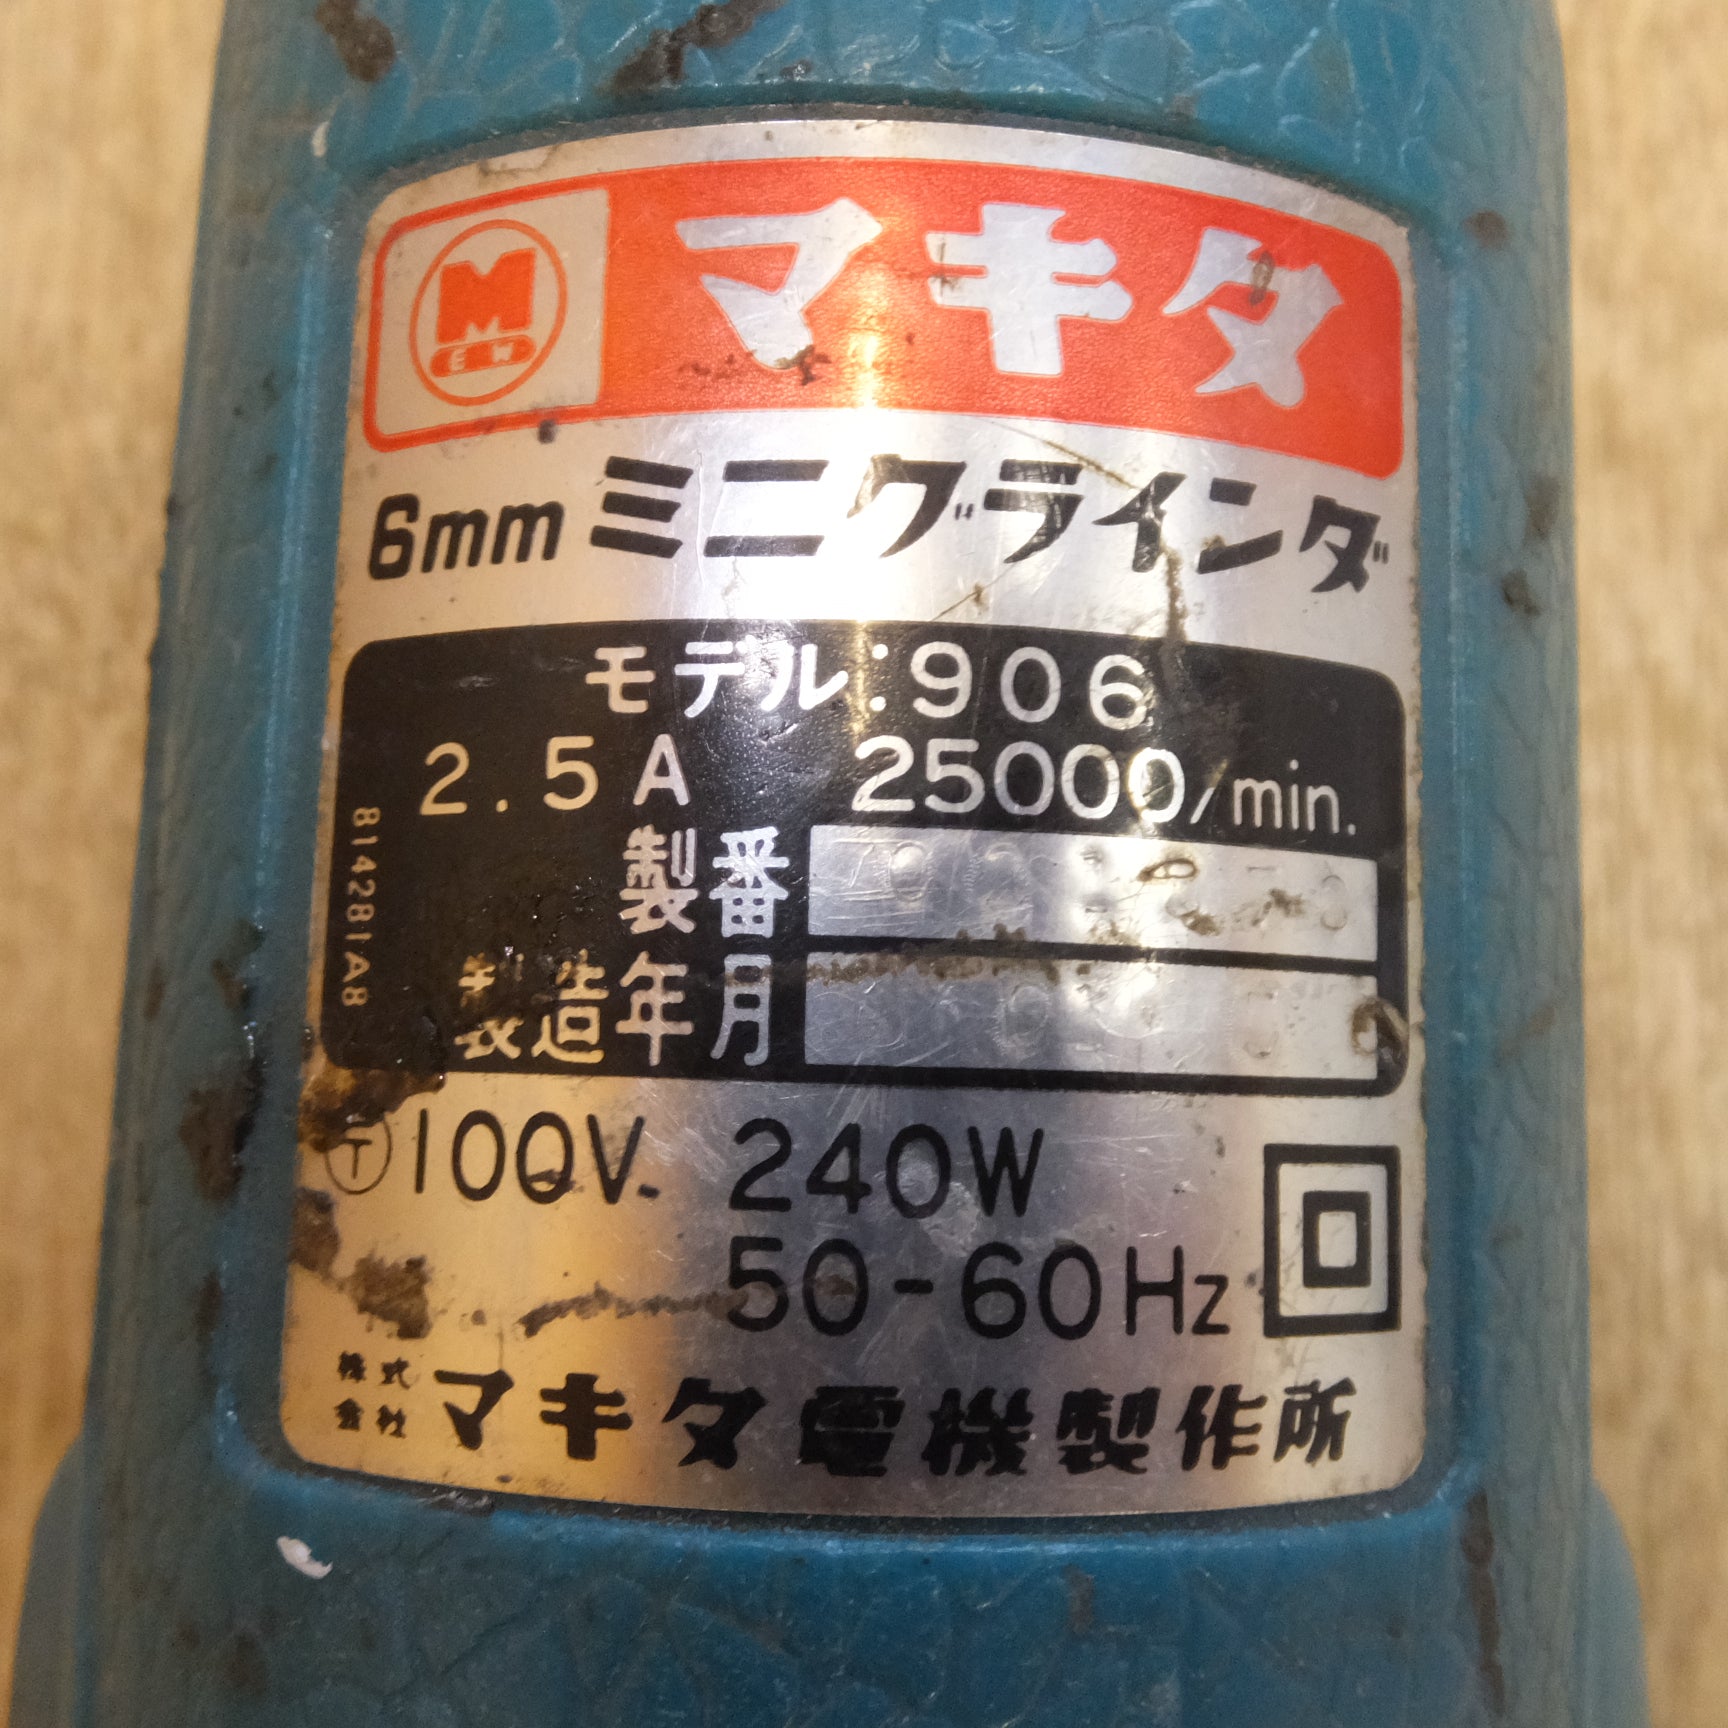 M
EW
マキタ
6mm ミニグラインダ
モデル:906
2.5A 25000/min.
製番
製造年月
814281A8
T 100V. 240W
50-60Hz
株式会社 マキタ電機製作所